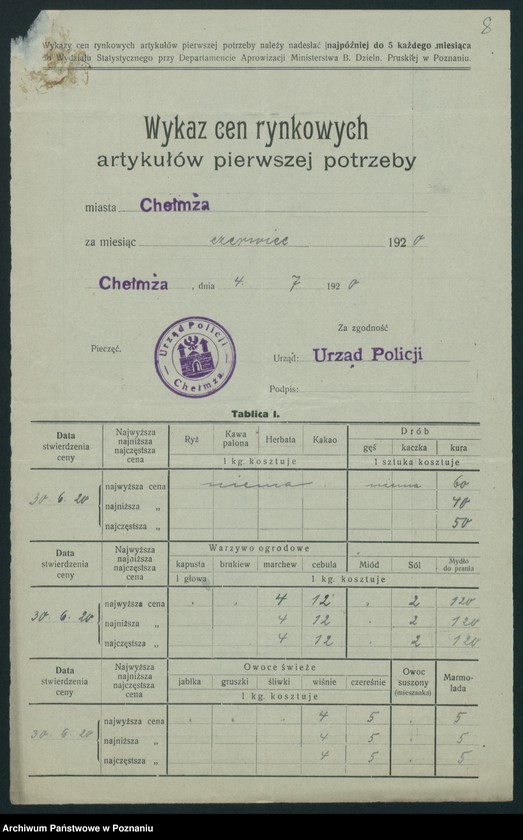 8
Wykazy cen rynkowych artykułów pierwszej potrzeby należy nadesłać najpóźniej do 5 każdego miesiąca
do Wydziału Statystycznego przy Departamencie Aprowizacji Ministerstwa B. Dzieln. Pruskiej w Poznaniu.
Wykaz cen rynkowych
artykułów pierwszej potrzeby
miasta Chełmża
za miesiąc czerwiec 1920
Chełmża, dnia 4. 7 1920
Pieczęć.
Urząd Policji
Chełmża.
Za zgodność
Urząd: Urząd Policji
Podpis:
Tablica I.
Data stwierdzenia ceny | Najwyższa najniższa najczęstsza cena | Ryż | Kawa palona | Herbata | Kakao | Drób
gęś | kaczka | kura
1 kg. kosztuje | 1 sztuka kosztuje
30 6. 20 | najwyższa cena | niema | niema | 60
najniższa „ | 40
najczęstsza „ | 50
Data stwierdzenia ceny | Najwyższa najniższa najczęstsza cena | Warzywo ogrodowe
kapusta | brukiew | marchew | cebula | Miód | Sól | Mydło do prania
1 głowa | 1 kg. kosztuje
30. 6. 20 | najwyższa cena | . | . | 4 | 12 | . | 2 | 120
najniższa „ | 4 | 12 | . | 2 | 120
najczęstsza „ | 4 | 12 | . | 2 | 120
Data stwierdzenia ceny | Najwyższa najniższa najczęstsza cena | Owoce świeże | Owoc suszony (mieszanka) | Marmolada
jabłka | gruszki | śliwki | wiśnie | czereśnie
1 kg. kosztuje
30. 6 20 | najwyższa cena | . | . | . | 4 | 5 | . | 5
najniższa „ | 4 | 5 | . | 5
najczęstsza „ | 4 | 5 | . | 5
Archiwum Państwowe w Poznaniu